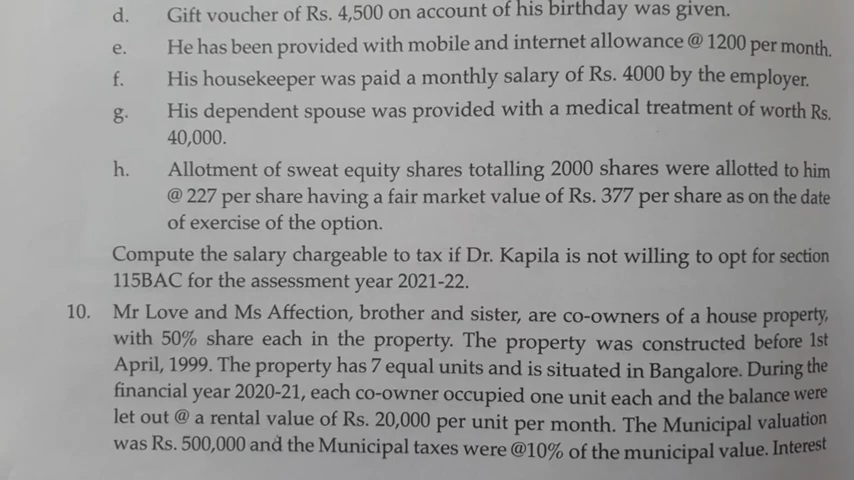 d. Gift voucher of Rs. 4,500 on account of his birthday was given.
e. He has been provided with mobile and internet allowance @ 1200 per month.
f. His housekeeper was paid a monthly salary of Rs. 4000 by the employer.
g. His dependent spouse was provided with a medical treatment of worth Rs.
40,000.
h. Allotment of sweat equity shares totalling 2000 shares were allotted to him
@ 227 per share having a fair market value of Rs. 377 per share as on the date
of exercise of the option.
Compute the salary chargeable to tax if Dr. Kapila is not willing to opt for section
115BAC for the assessment year 2021-22.
10. Mr Love and Ms Affection, brother and sister, are co-owners of a house property,
with 50% share each in the property. The property was constructed before 1st
April, 1999. The property has 7 equal units and is situated in Bangalore. During the
financial year 2020-21, each co-owner occupied one unit each and the balance were
let out @ a rental value of Rs. 20,000 per unit per month. The Municipal valuation
was Rs. 500,000 and the Municipal taxes were @10% of the municipal value. Interest